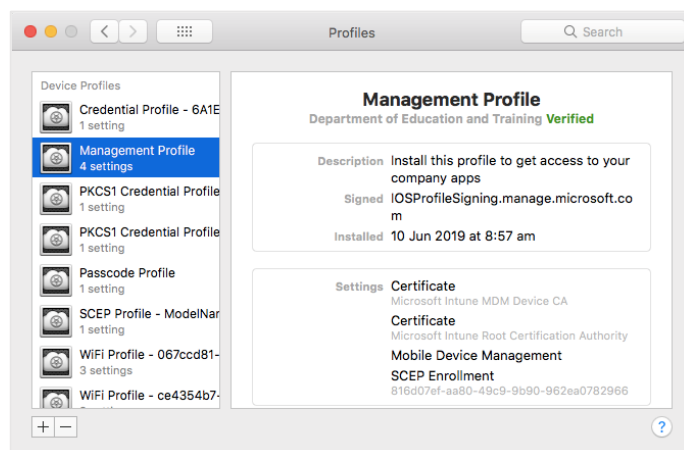 Profiles
Search
Device Profiles
Credential Profile - 6A1E
1 setting
Management Profile
4 settings
PKCS1 Credential Profile
1 setting
PKCS1 Credential Profile
1 setting
Passcode Profile
1 setting
SCEP Profile - ModelNar
1 setting
WiFi Profile - 067ccd81-
3 settings
WiFi Profile - ce4354b7-
Management Profile
Department of Education and Training Verified
Description Install this profile to get access to your
company apps
Signed IOSProfileSigning.manage.microsoft.co
m
Installed 10 Jun 2019 at 8:57 am
Settings Certificate
Microsoft Intune MDM Device CA
Certificate
Microsoft Intune Root Certification Authority
Mobile Device Management
SCEP Enrollment
816d07ef-aa80-49c9-9b90-962ea0782966
+ −
?